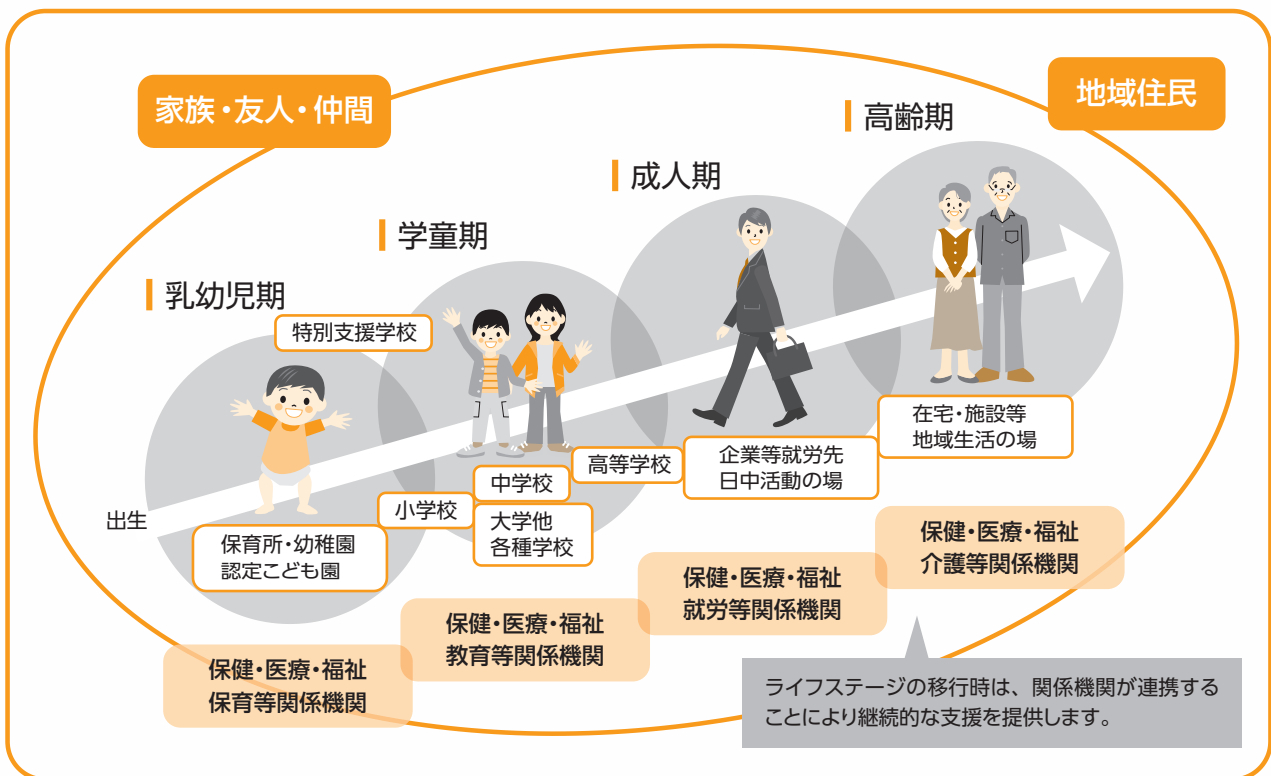 家族・友人・仲間
地域住民
高齢期
成人期
学童期
乳幼児期
特別支援学校
在宅・施設等
地域生活の場
企業等就労先
日中活動の場
高等学校
中学校
小学校
大学他
各種学校
出生
保育所・幼稚園
認定こども園
保健・医療・福祉
介護等関係機関
保健・医療・福祉
就労等関係機関
保健・医療・福祉
教育等関係機関
保健・医療・福祉
保育等関係機関
ライフステージの移行時は、関係機関が連携する
ことにより継続的な支援を提供します。